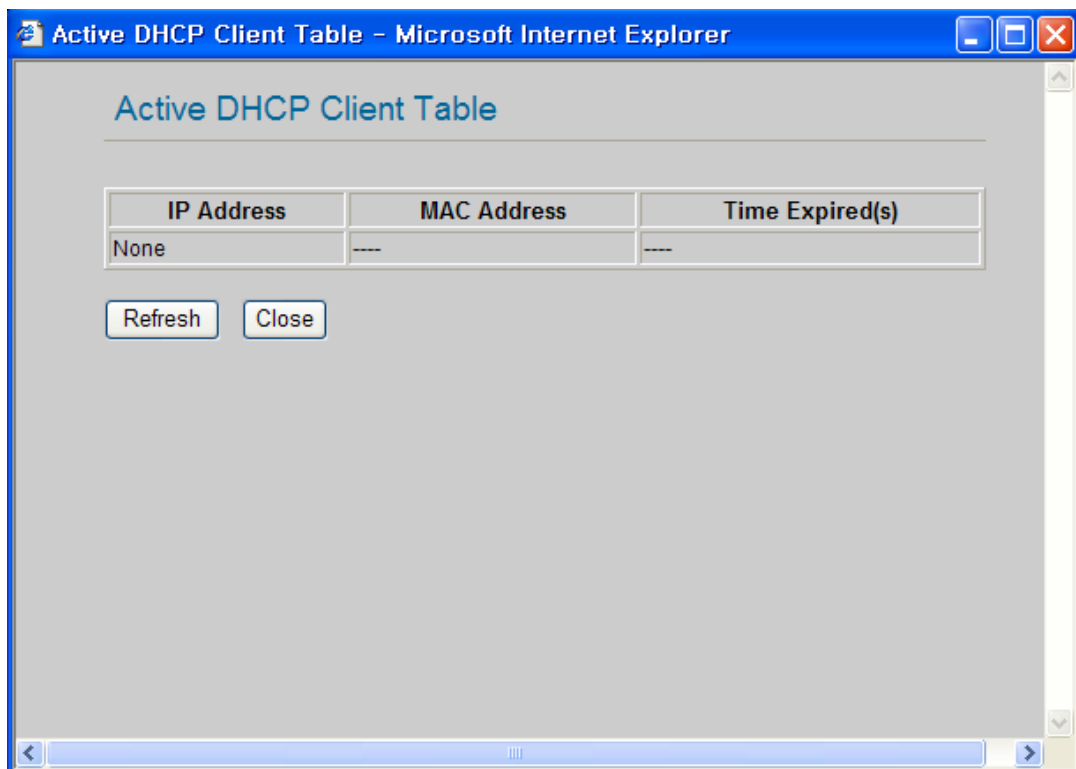 Active DHCP Client Table - Microsoft Internet Explorer
Active DHCP Client Table
IP Address MAC Address Time Expired(s)
None ---- ----
Refresh Close